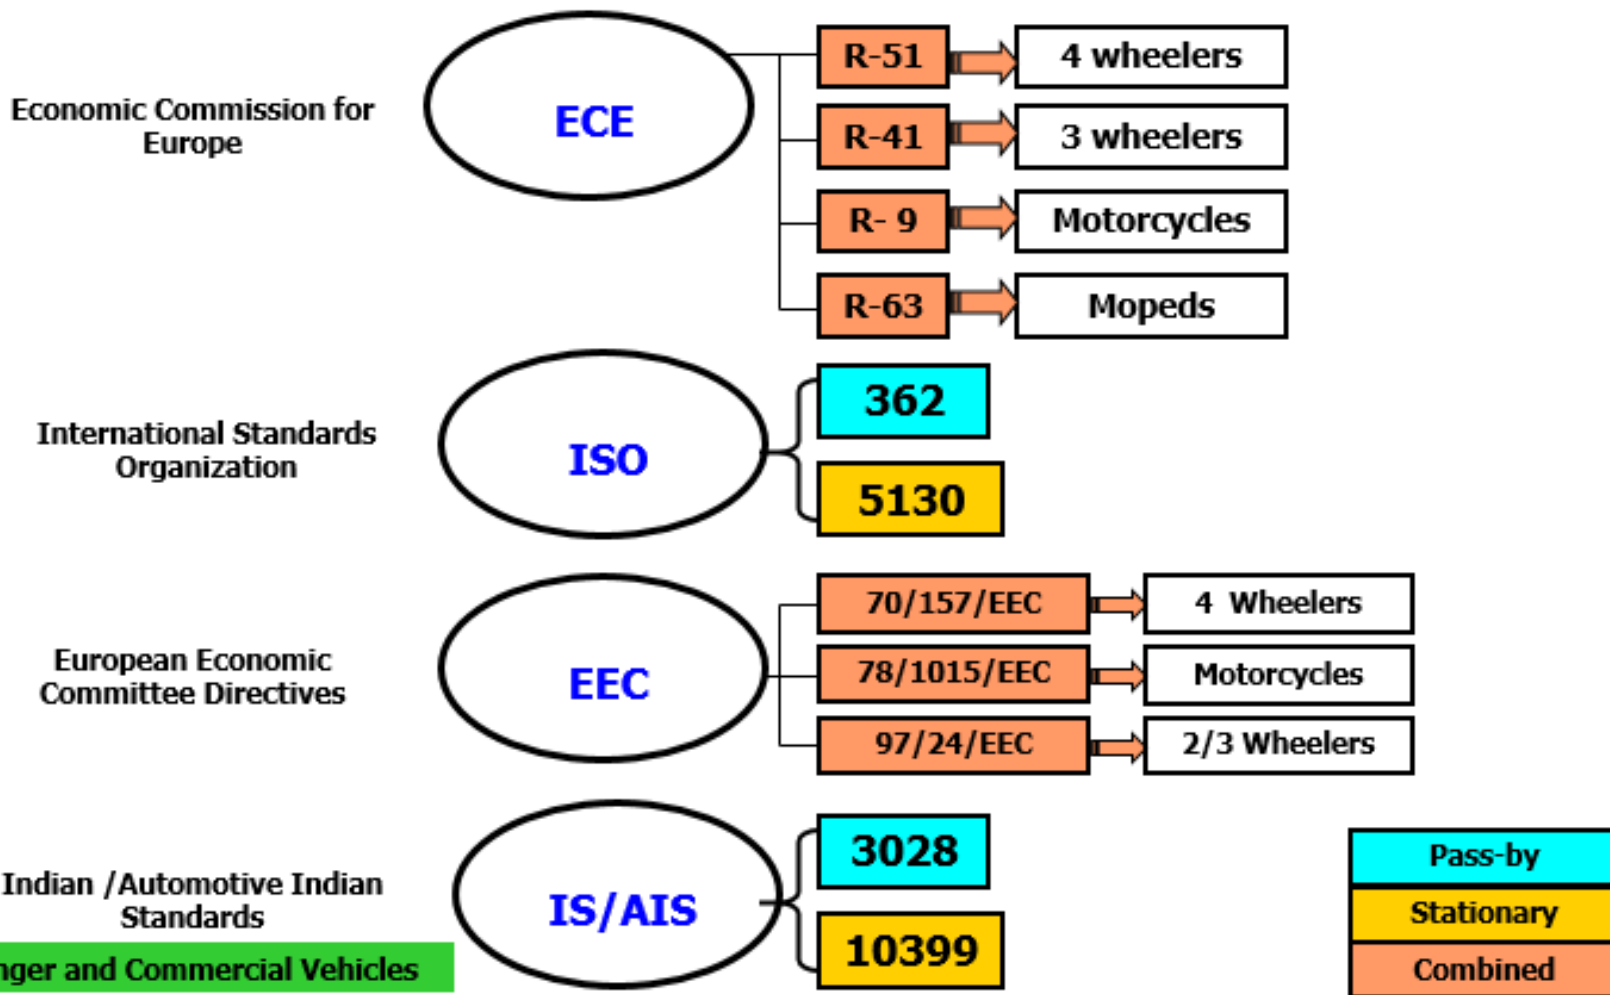 Economic Commission for
Europe
ECE
R-51
4 wheelers
R-41
3 wheelers
R- 9
Motorcycles
R-63
Mopeds
International Standards
Organization
ISO
362
5130
European Economic
Committee Directives
EEC
70/157/EEC
4 Wheelers
78/1015/EEC
Motorcycles
97/24/EEC
2/3 Wheelers
Indian /Automotive Indian
Standards
IS/AIS
3028
10399
and Commercial Vehicles
Pass-by
Stationary
Combined